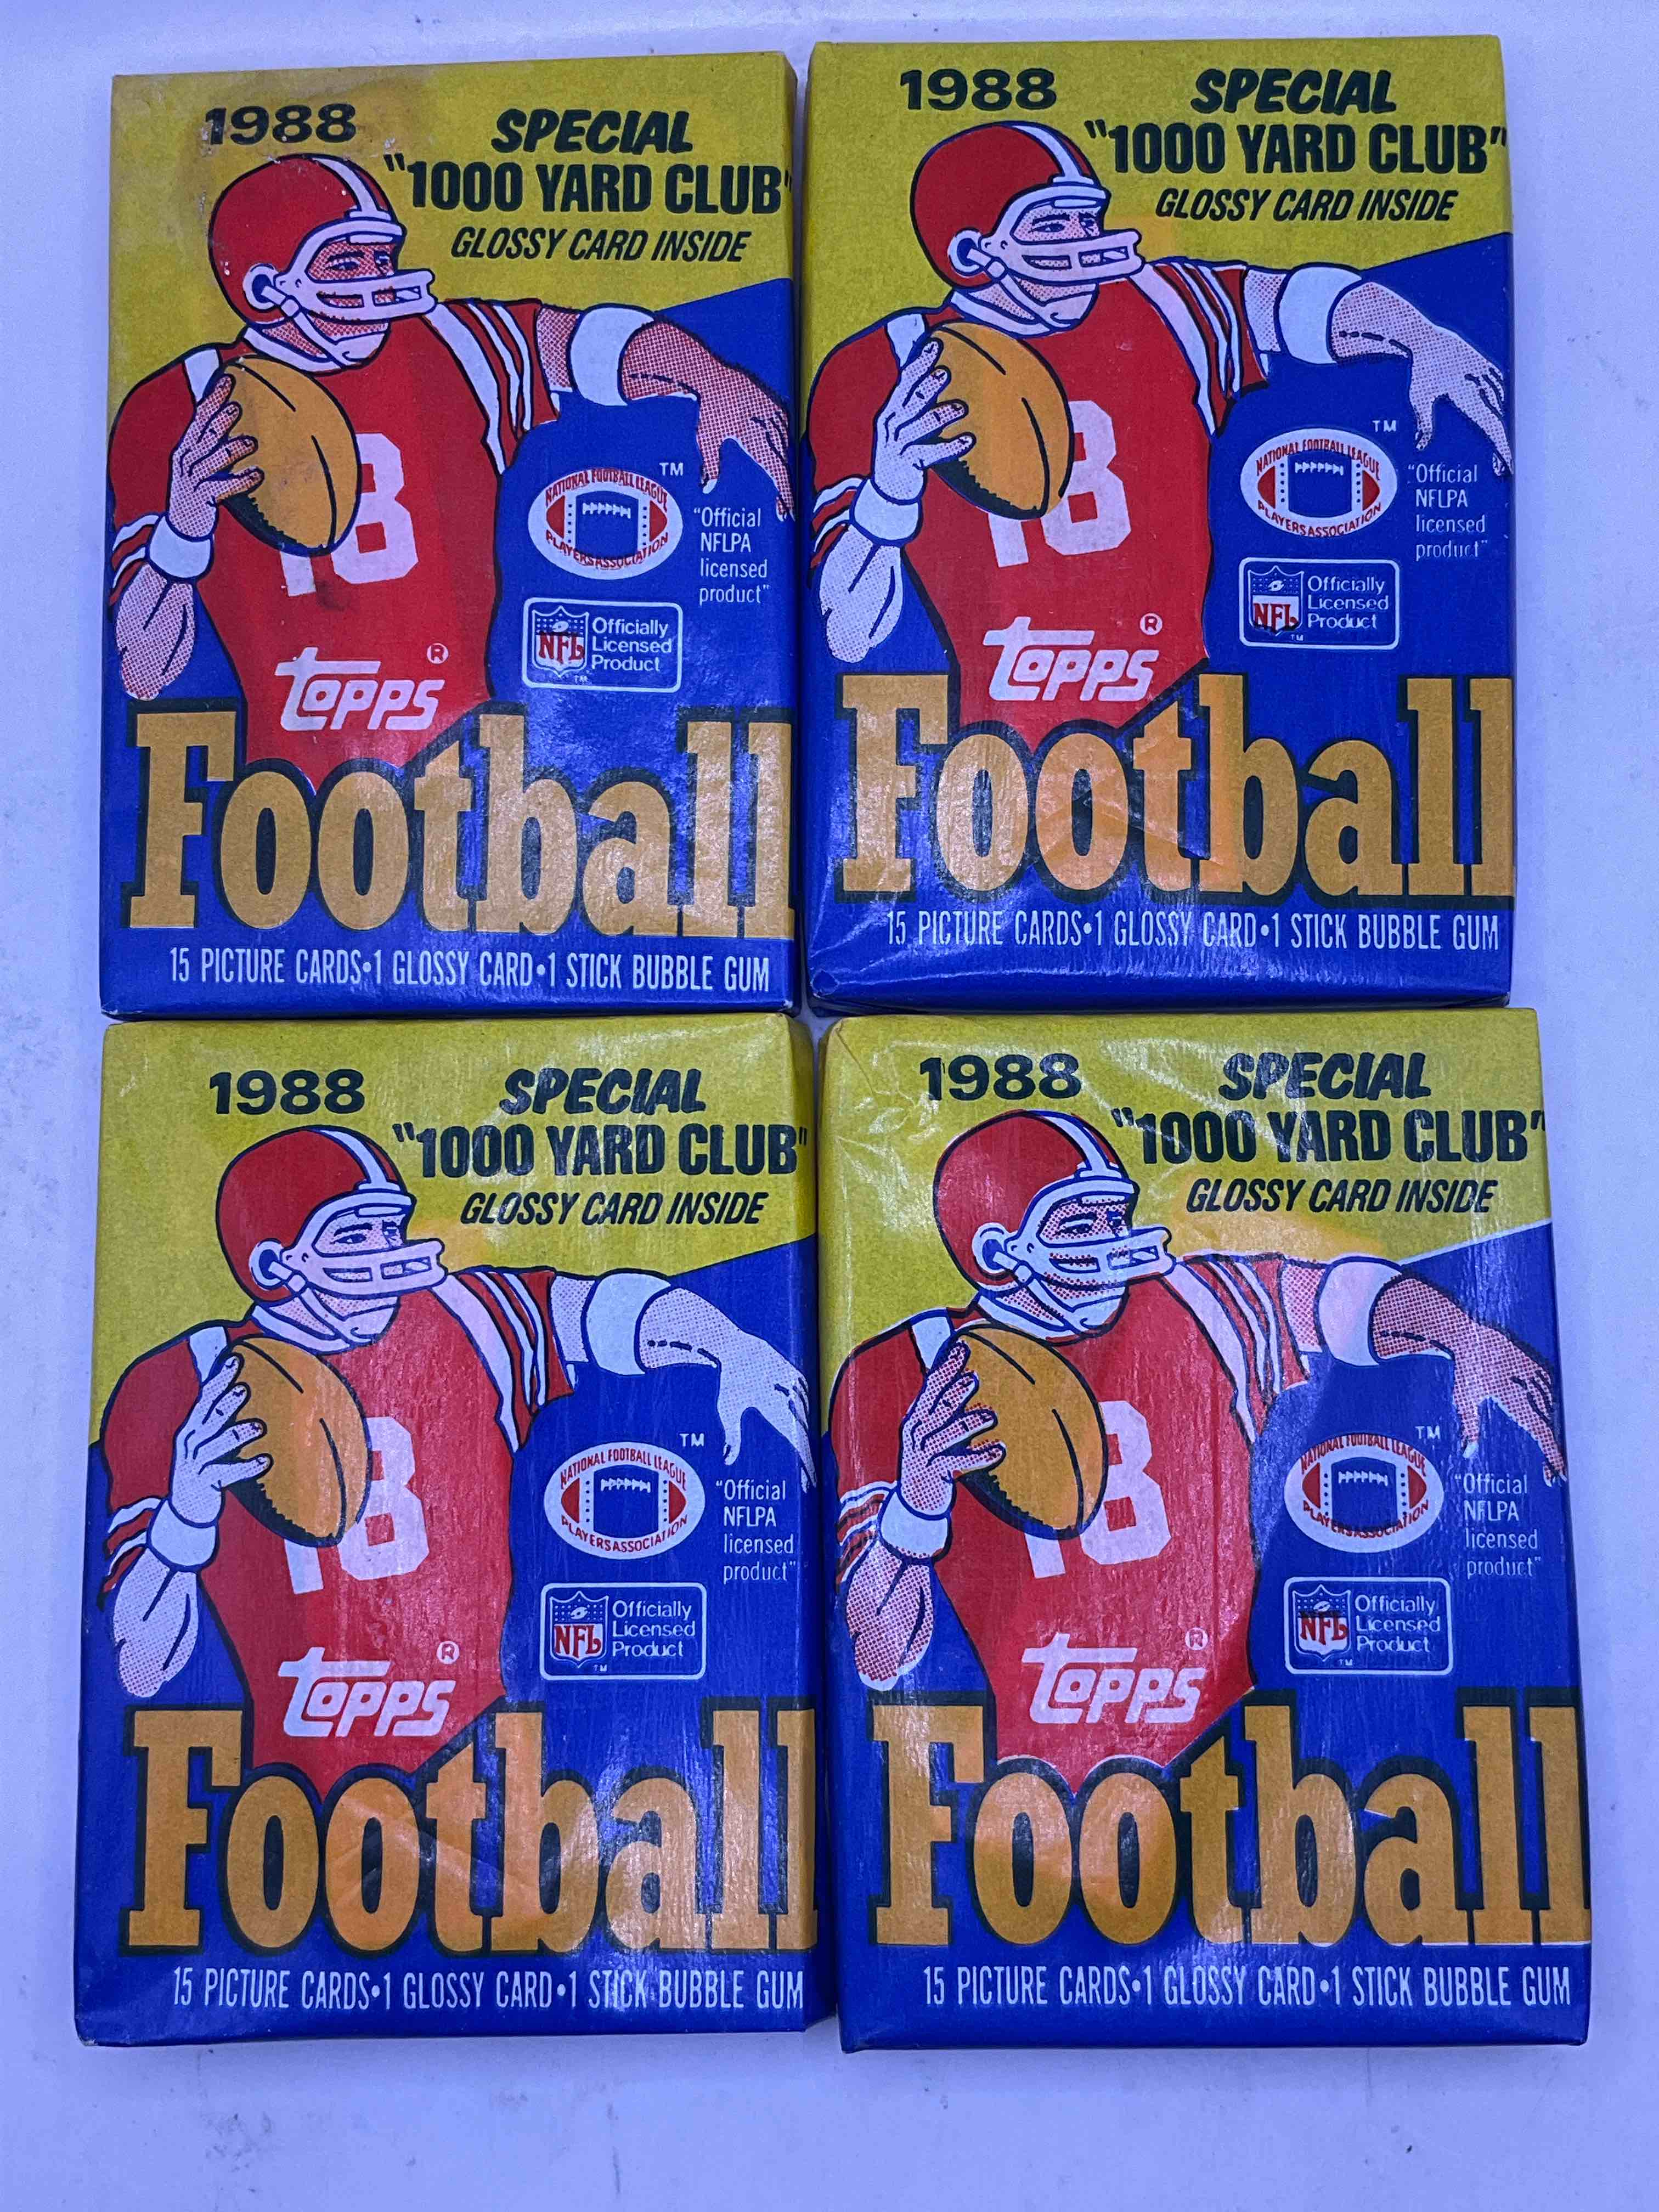 1988
SPECIAL
"1000 YARD CLUB"
GLOSSY CARD INSIDE
18
TM
NATIONAL FOOTBALL LEAGUE
PLAYERS ASSOCIATION
"Official
NFLPA
licensed
product"
NFL
Officially
Licensed
Product
TM
topps ®
Football
15 PICTURE CARDS•1 GLOSSY CARD•1 STICK BUBBLE GUM
1988
SPECIAL
"1000 YARD CLUB"
GLOSSY CARD INSIDE
18
TM
NATIONAL FOOTBALL LEAGUE
PLAYERS ASSOCIATION
"Official
NFLPA
licensed
product"
NFL
Officially
Licensed
Product
TM
topps ®
Football
15 PICTURE CARDS•1 GLOSSY CARD•1 STICK BUBBLE GUM
1988
SPECIAL
"1000 YARD CLUB"
GLOSSY CARD INSIDE
18
TM
NATIONAL FOOTBALL LEAGUE
PLAYERS ASSOCIATION
"Official
NFLPA
licensed
product"
NFL
Officially
Licensed
Product
TM
topps ®
Football
15 PICTURE CARDS•1 GLOSSY CARD•1 STICK BUBBLE GUM
1988
SPECIAL
"1000 YARD CLUB"
GLOSSY CARD INSIDE
18
TM
NATIONAL FOOTBALL LEAGUE
PLAYERS ASSOCIATION
"Official
NFLPA
licensed
product"
NFL
Officially
Licensed
Product
TM
topps ®
Football
15 PICTURE CARDS•1 GLOSSY CARD•1 STICK BUBBLE GUM